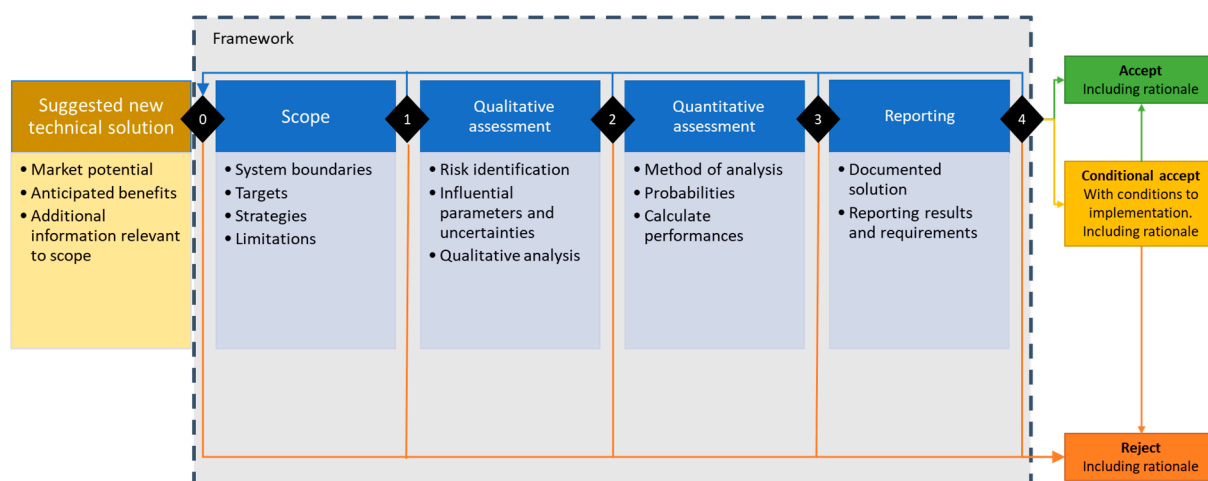 Framework
Suggested new
technical solution
• Market potential
• Anticipated benefits
• Additional
information relevant
to scope
0
Scope
• System boundaries
• Targets
• Strategies
• Limitations
1
Qualitative
assessment
• Risk identification
• Influential
parameters and
uncertainties
• Qualitative analysis
2
Quantitative
assessment
• Method of analysis
• Probabilities
• Calculate
performances
3
Reporting
• Documented
solution
• Reporting results
and requirements
4
Accept
Including rationale
Conditional accept
With conditions to
implementation.
Including rationale
Reject
Including rationale